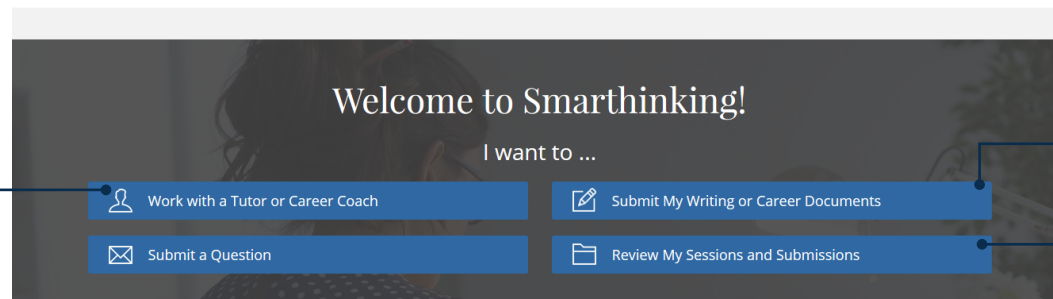 Welcome to Smarthinking!
I want to ...
Work with a Tutor or Career Coach
Submit My Writing or Career Documents
Submit a Question
Review My Sessions and Submissions